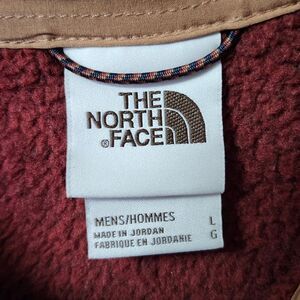 THE
NORTH
®FACE
MENS/HOMMES L
MADE IN JORDAN G
FABRIQUE EN JORDANIE